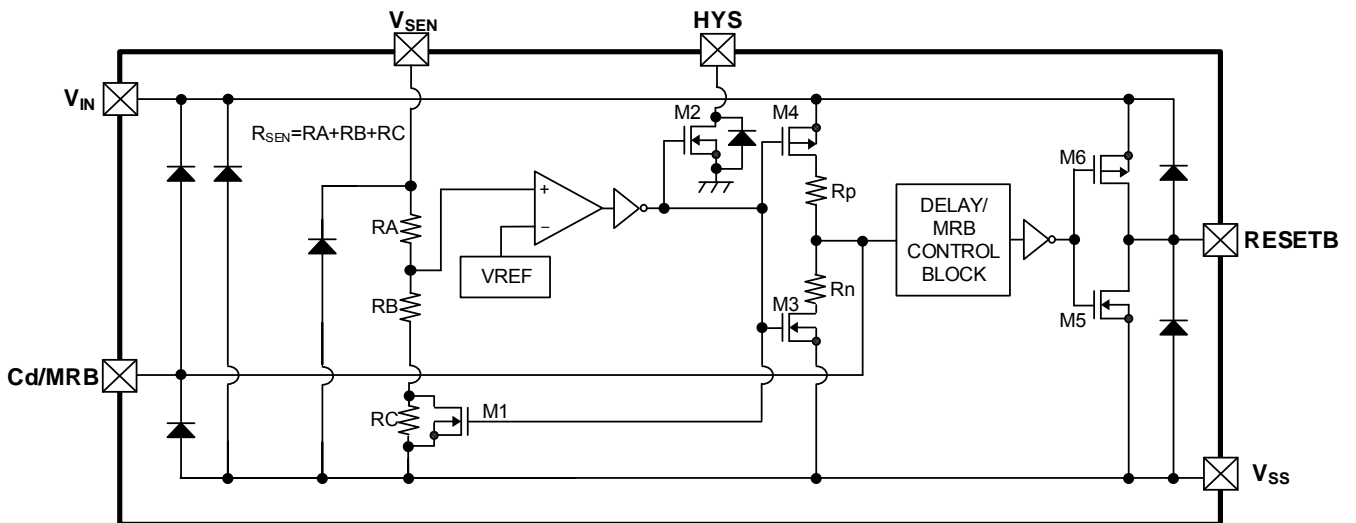 VSEN
HYS
VIN
M2
M4
RSEN=RA+RB+RC
M6
Rp
+
DELAY/
MRB
CONTROL
BLOCK
RA
−
RESETB
VREF
Rn
RB
M3
M5
Cd/MRB
RC
M1
VSS